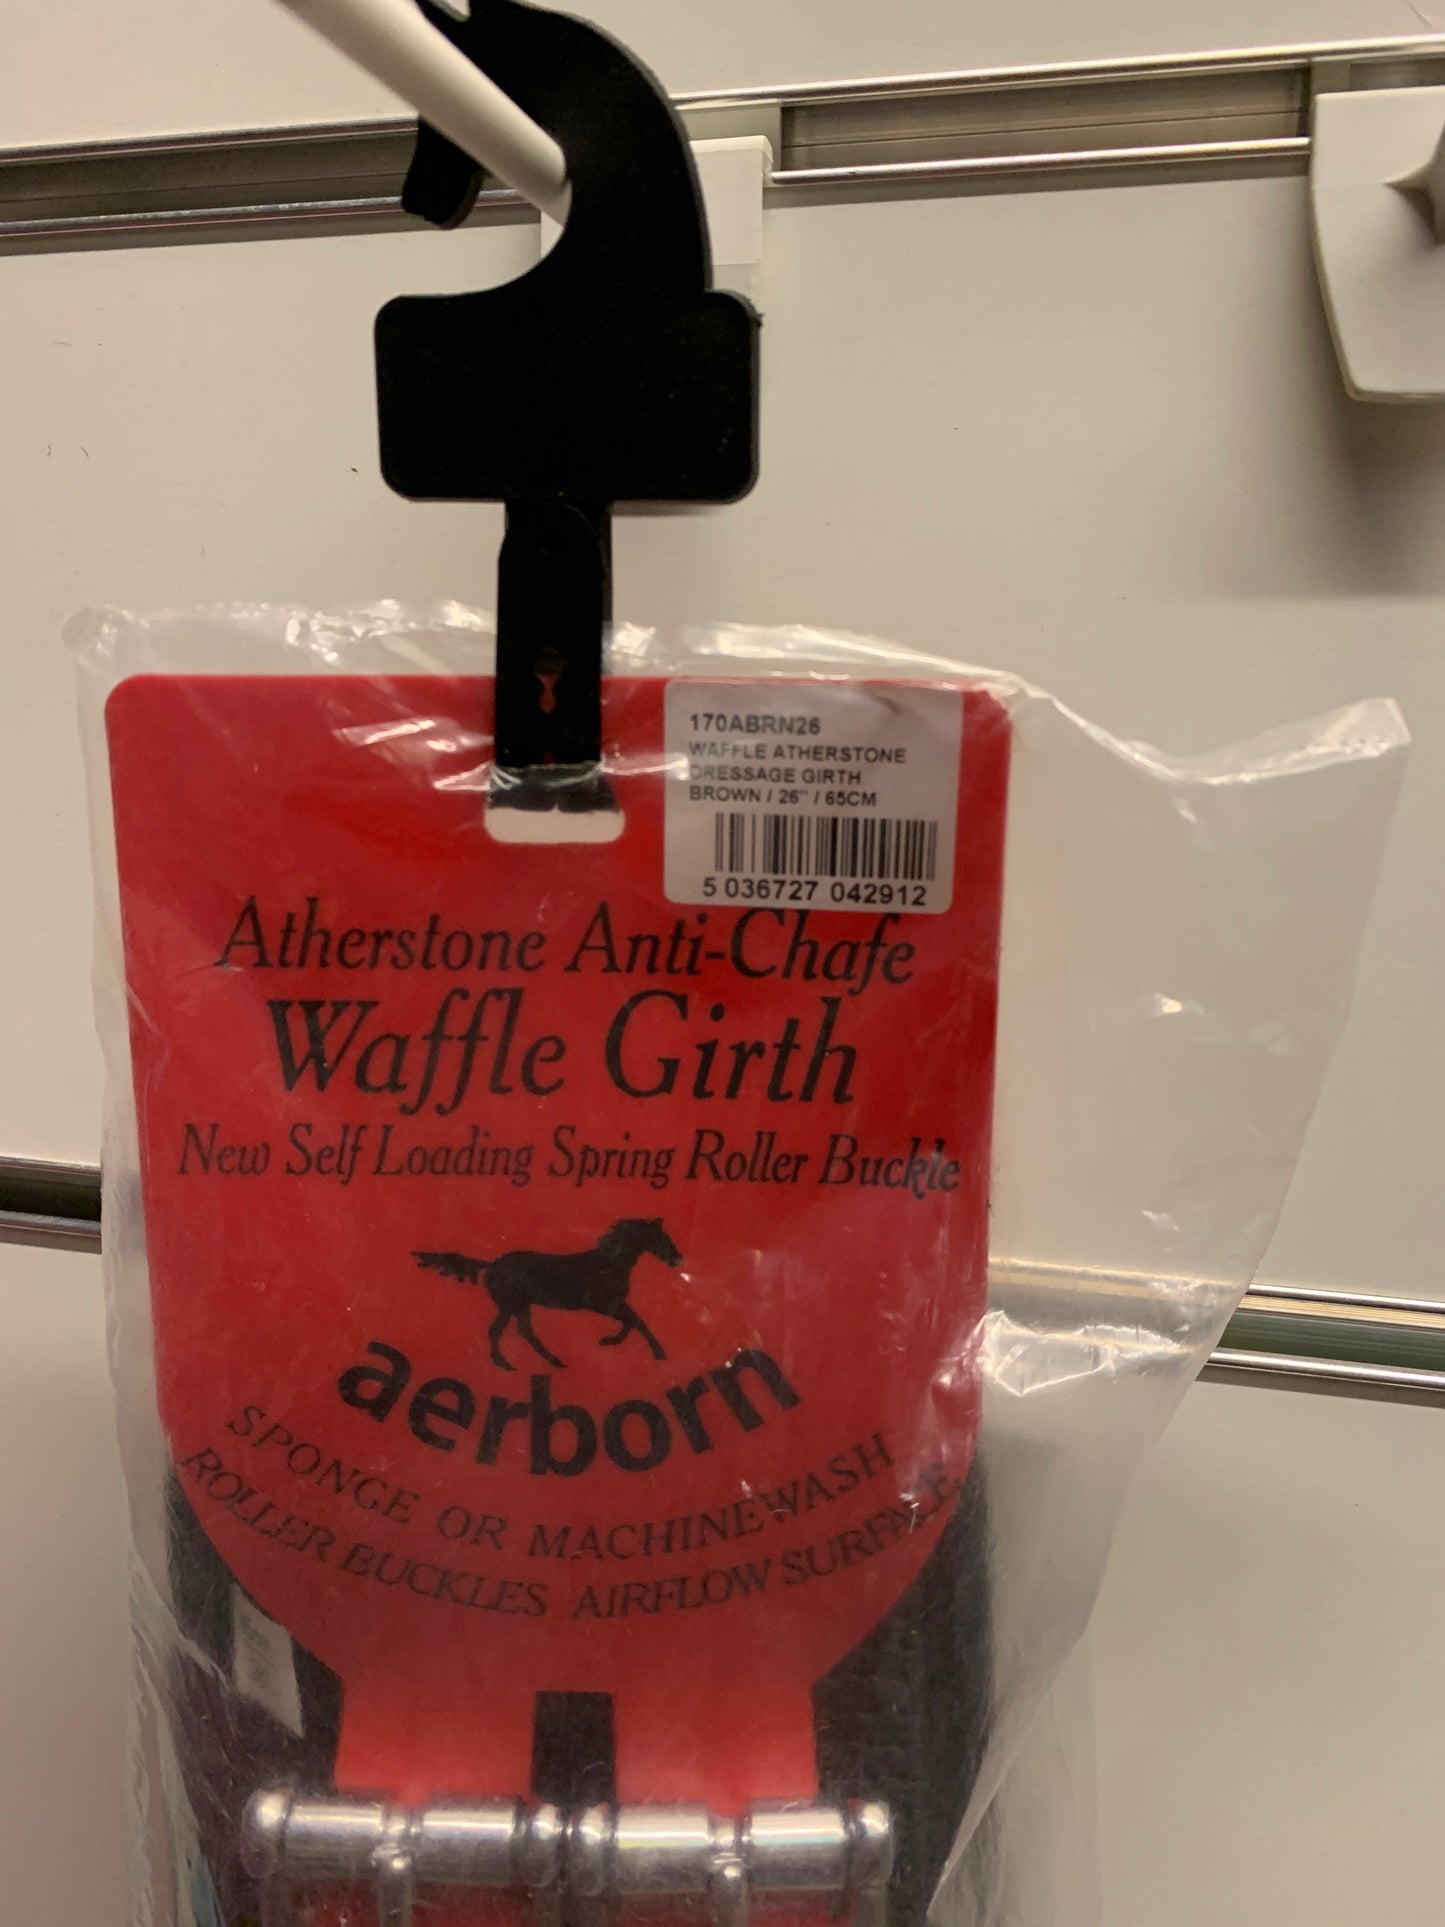 170ABRN26
WAFFLE ATHERSTONE
DRESSAGE GIRTH
BROWN / 26" / 65CM
5 036727 042912
Atherstone Anti-Chafe
Waffle Girth
New Self Loading Spring Roller Buckle
aerborn
SPONGE OR MACHINEWASH
ROLLER BUCKLES AIRFLOW SURFACE